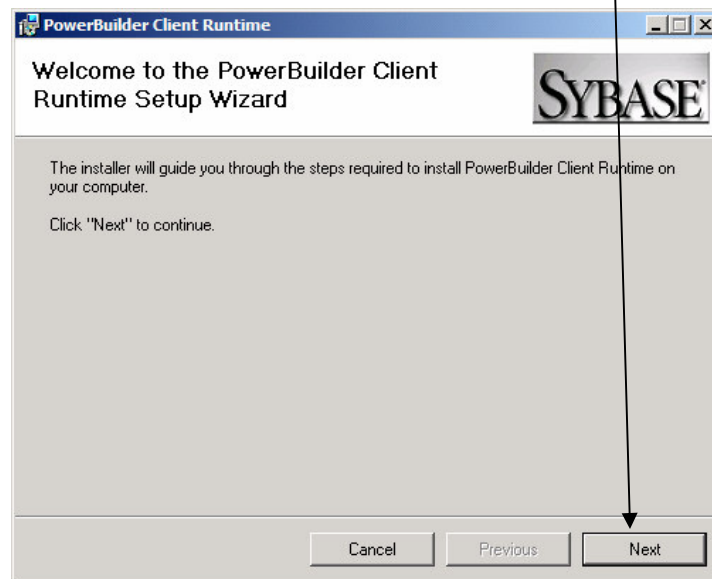 PowerBuilder Client Runtime
Welcome to the PowerBuilder Client
Runtime Setup Wizard
SYBASE
The installer will guide you through the steps required to install PowerBuilder Client Runtime on
your computer.
Click "Next" to continue.
Cancel
Previous
Next